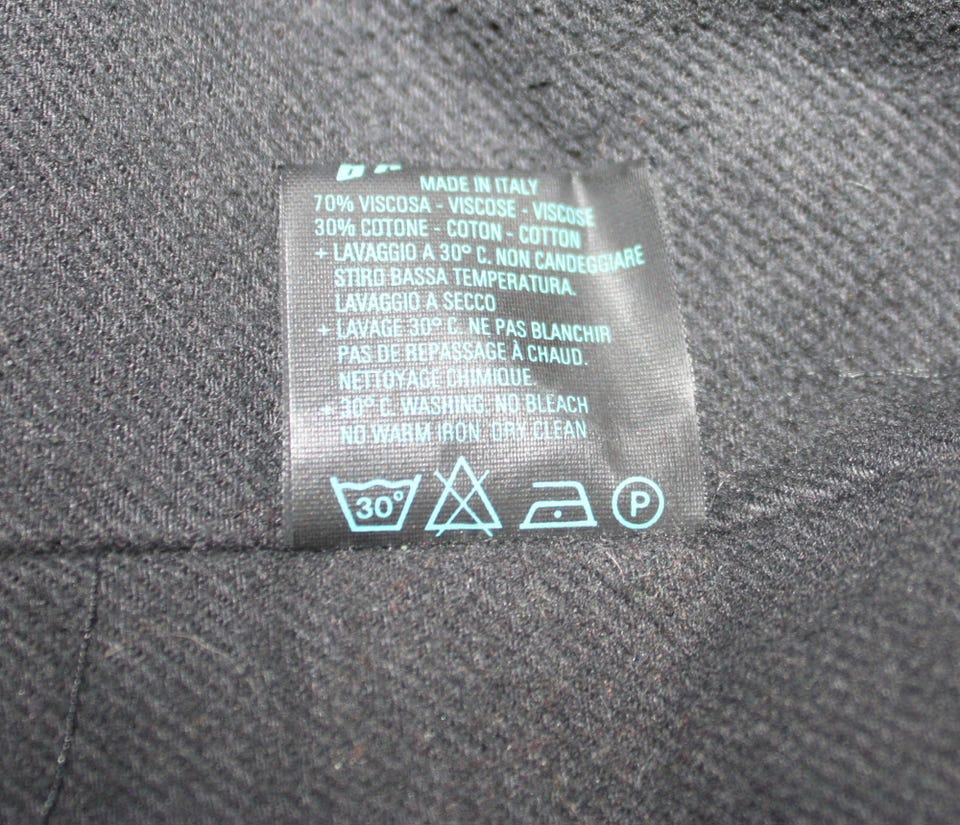 MADE IN ITALY
70% VISCOSA - VISCOSE - VISCOSE
30% COTONE - COTON - COTTON
+ LAVAGGIO A 30° C. NON CANDEGGIARE
STIRO BASSA TEMPERATURA.
LAVAGGIO A SECCO
+ LAVAGE 30° C. NE PAS BLANCHIR
PAS DE REPASSAGE À CHAUD.
NETTOYAGE CHIMIQUE.
+ 30° C. WASHING. NO BLEACH
NO WARM IRON. DRY CLEAN
30° P